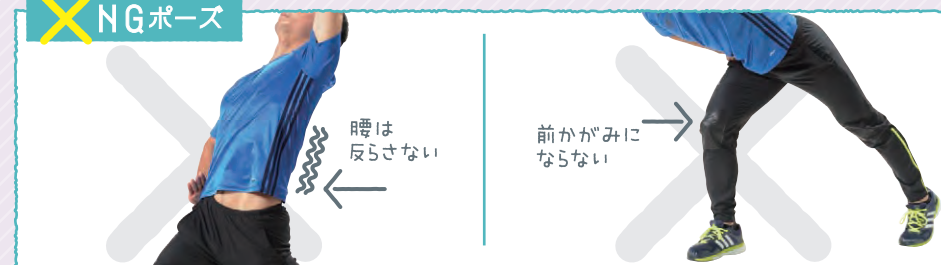 NGポーズ
腰は
反らさない
前かがみに
ならない